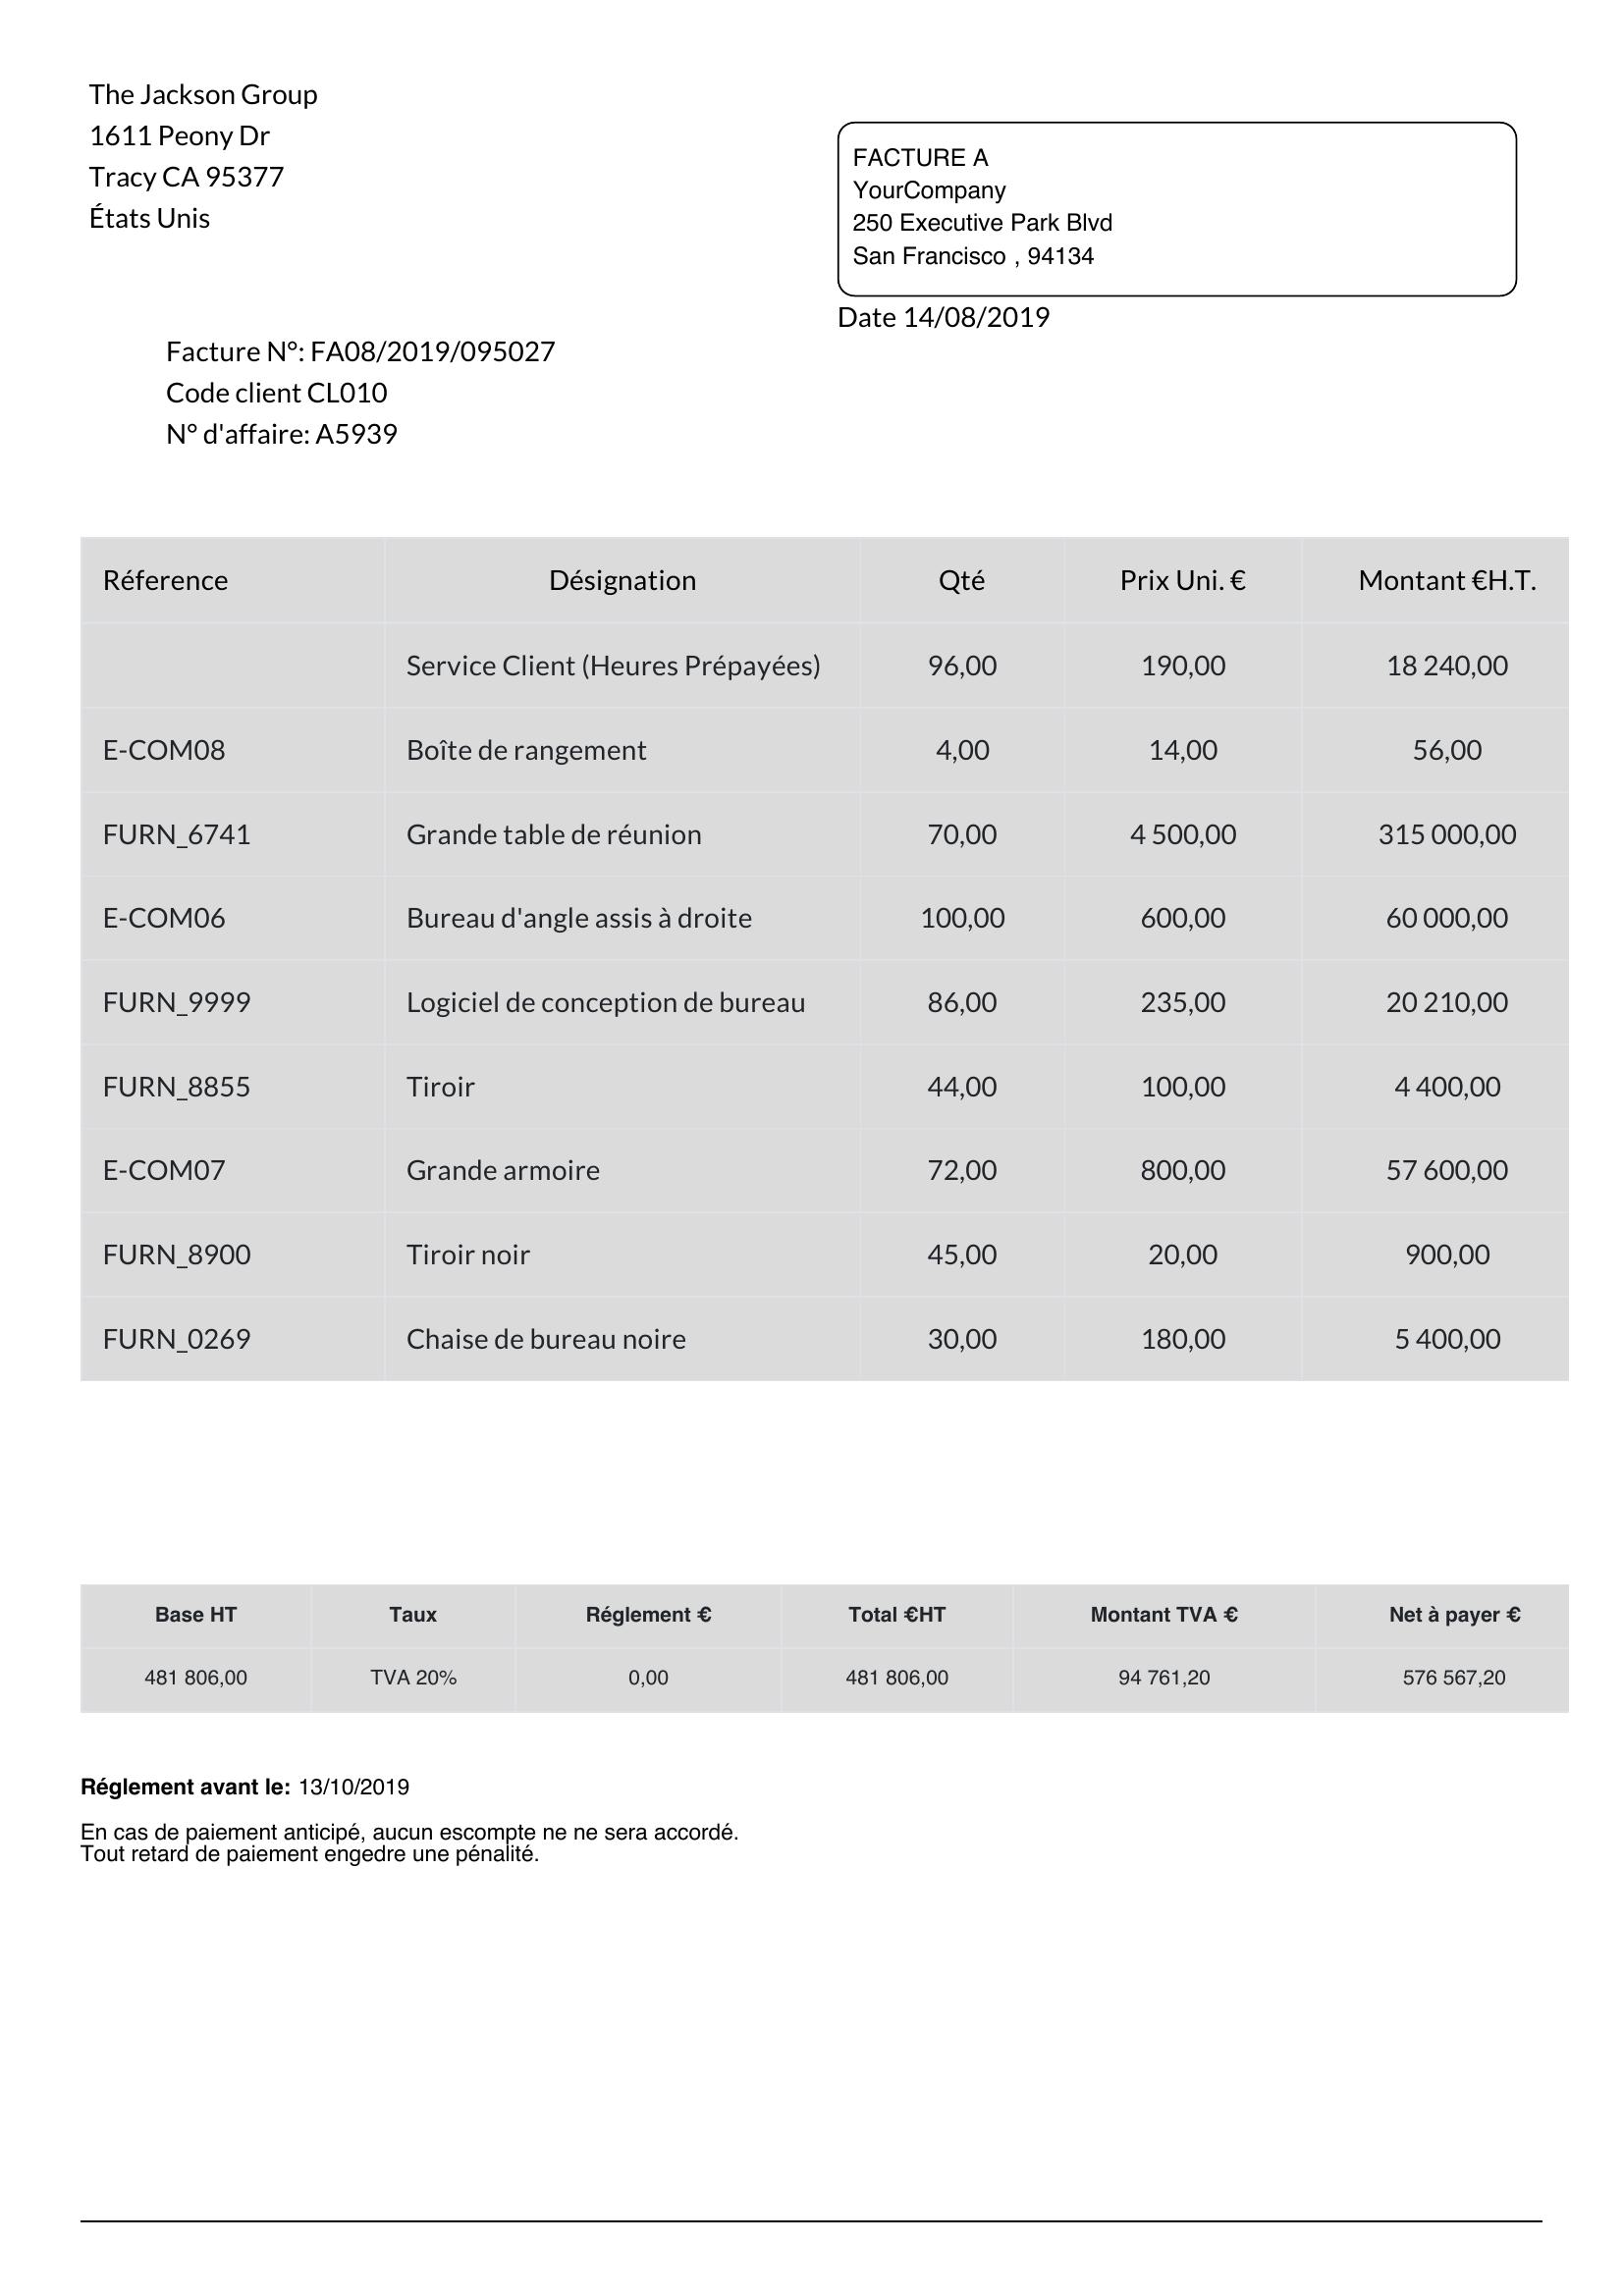 The Jackson Group
1611 Peony Dr
Tracy CA 95377
États Unis
FACTURE A
YourCompany
250 Executive Park Blvd
San Francisco , 94134
Date 14/08/2019
Facture N°: FA08/2019/095027
Code client CL010
N° d'affaire: A5939
Réference Désignation Qté Prix Uni. € Montant €H.T.
Service Client (Heures Prépayées) 96,00 190,00 18 240,00
E-COM08 Boîte de rangement 4,00 14,00 56,00
FURN_6741 Grande table de réunion 70,00 4 500,00 315 000,00
E-COM06 Bureau d'angle assis à droite 100,00 600,00 60 000,00
FURN_9999 Logiciel de conception de bureau 86,00 235,00 20 210,00
FURN_8855 Tiroir 44,00 100,00 4 400,00
E-COM07 Grande armoire 72,00 800,00 57 600,00
FURN_8900 Tiroir noir 45,00 20,00 900,00
FURN_0269 Chaise de bureau noire 30,00 180,00 5 400,00
Base HT Taux Réglement € Total €HT Montant TVA € Net à payer €
481 806,00 TVA 20% 0,00 481 806,00 94 761,20 576 567,20
Réglement avant le: 13/10/2019
En cas de paiement anticipé, aucun escompte ne ne sera accordé.
Tout retard de paiement engedre une pénalité.